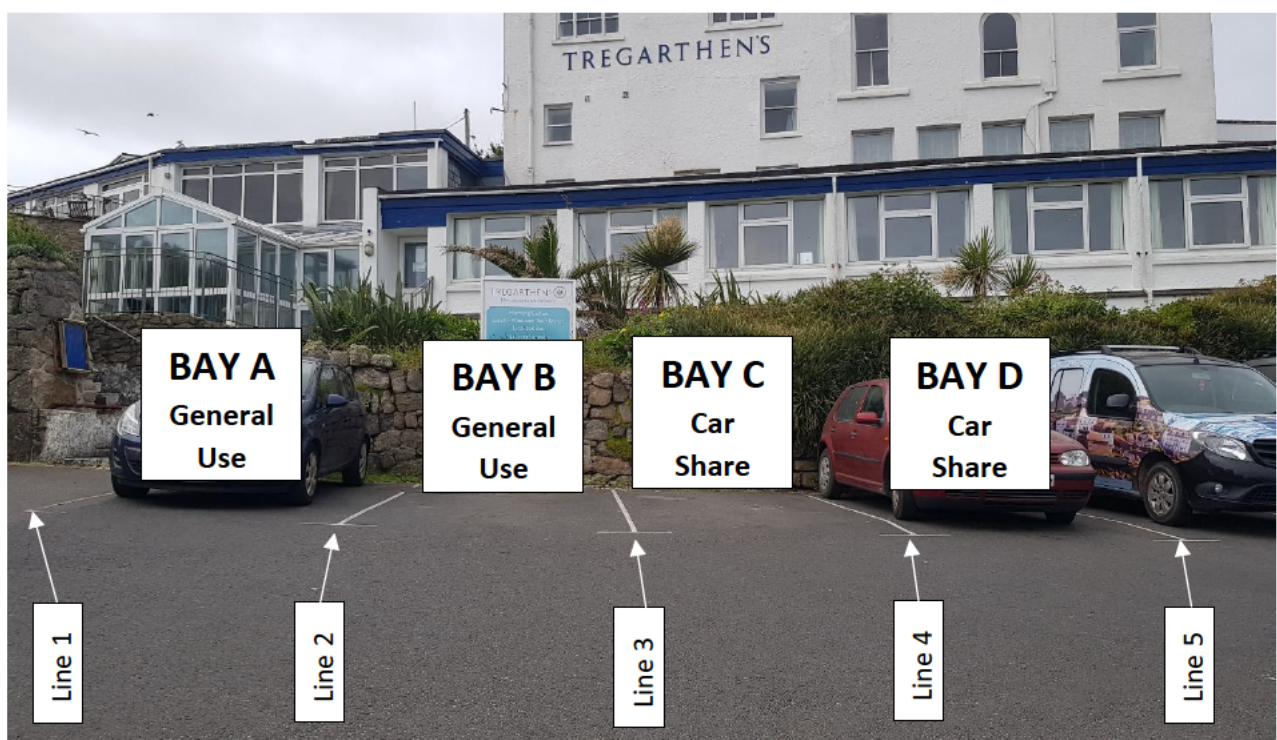 TREGARTHEN'S
TREGARTHEN'S
BAY A
General
Use
BAY B
General
Use
BAY C
Car
Share
BAY D
Car
Share
Line 1
Line 2
Line 3
Line 4
Line 5